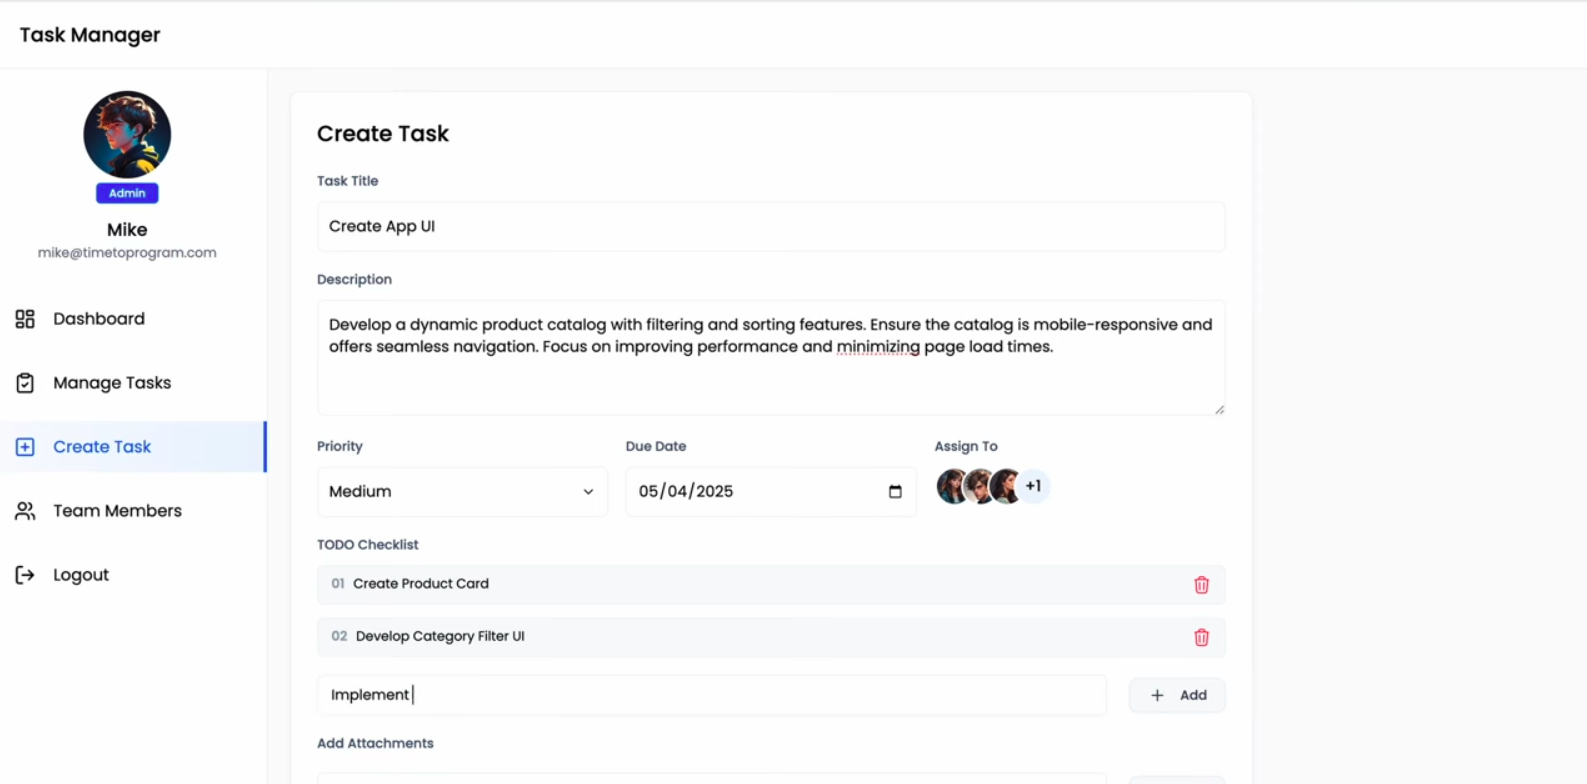 Task Manager
Admin
Mike
mike@timetoprogram.com
Dashboard
Manage Tasks
Create Task
Team Members
Logout
Create Task
Task Title
Create App UI
Description
Develop a dynamic product catalog with filtering and sorting features. Ensure the catalog is mobile-responsive and
offers seamless navigation. Focus on improving performance and minimizing page load times.
Priority
Due Date
Assign To
Medium
05/04/2025
+1
TODO Checklist
01 Create Product Card
02 Develop Category Filter UI
Implement
+ Add
Add Attachments